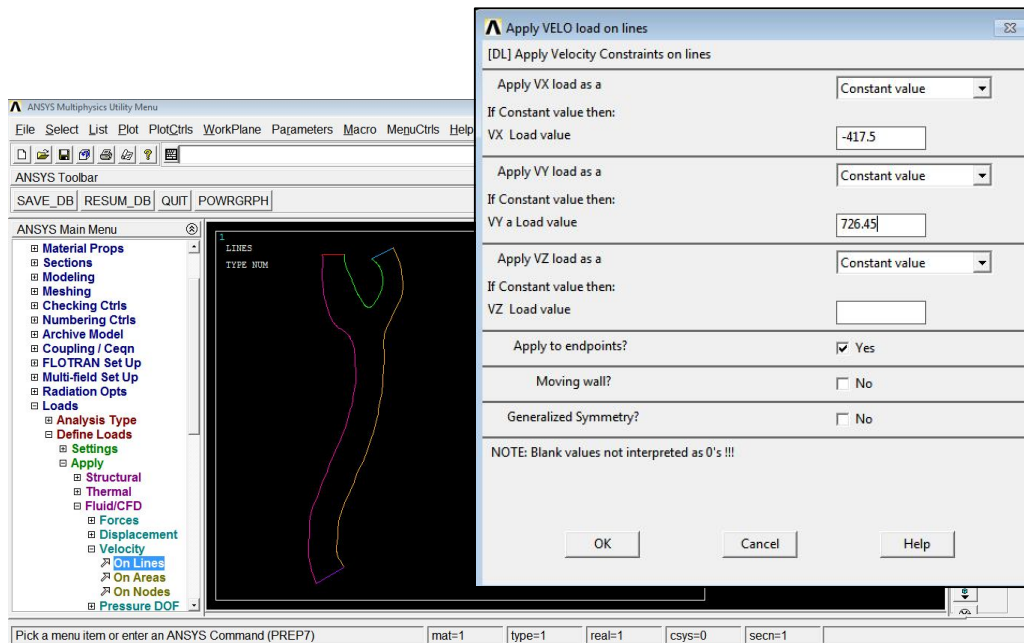 ANSYS Multiphysics Utility Menu
File Select List Plot PlotCtrls WorkPlane Parameters Macro MenuCtrls Help
ANSYS Toolbar
SAVE_DB RESUM_DB QUIT POWRGRPH
ANSYS Main Menu
Material Props
Sections
Modeling
Meshing
Checking Ctrls
Numbering Ctrls
Archive Model
Coupling / Ceqn
FLOTRAN Set Up
Multi-field Set Up
Radiation Opts
Loads
Analysis Type
Define Loads
Settings
Apply
Structural
Thermal
Fluid/CFD
Forces
Displacement
Velocity
On Lines
On Areas
On Nodes
Pressure DOF
1
LINES
TYPE NUM
Apply VELO load on lines
[DL] Apply Velocity Constraints on lines
Apply VX load as a Constant value
If Constant value then:
VX Load value -417.5
Apply VY load as a Constant value
If Constant value then:
VY a Load value 726.45
Apply VZ load as a Constant value
If Constant value then:
VZ Load value
Apply to endpoints? Yes
Moving wall? No
Generalized Symmetry? No
NOTE: Blank values not interpreted as 0's !!!
OK Cancel Help
Pick a menu item or enter an ANSYS Command (PREP7) mat=1 type=1 real=1 csys=0 secn=1